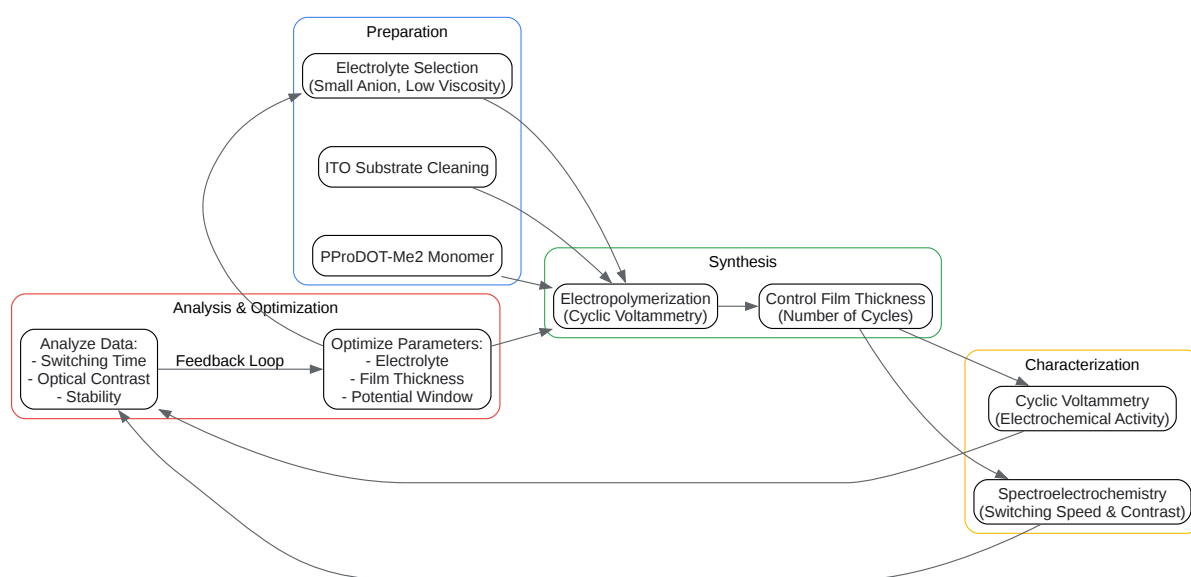 Preparation
Electrolyte Selection
(Small Anion, Low Viscosity)
ITO Substrate Cleaning
PProDOT-Me2 Monomer
Synthesis
Electropolymerization
(Cyclic Voltammetry)
Control Film Thickness
(Number of Cycles)
Analysis & Optimization
Analyze Data:
- Switching Time
- Optical Contrast
- Stability
Feedback Loop
Optimize Parameters:
- Electrolyte
- Film Thickness
- Potential Window
Characterization
Cyclic Voltammetry
(Electrochemical Activity)
Spectroelectrochemistry
(Switching Speed & Contrast)